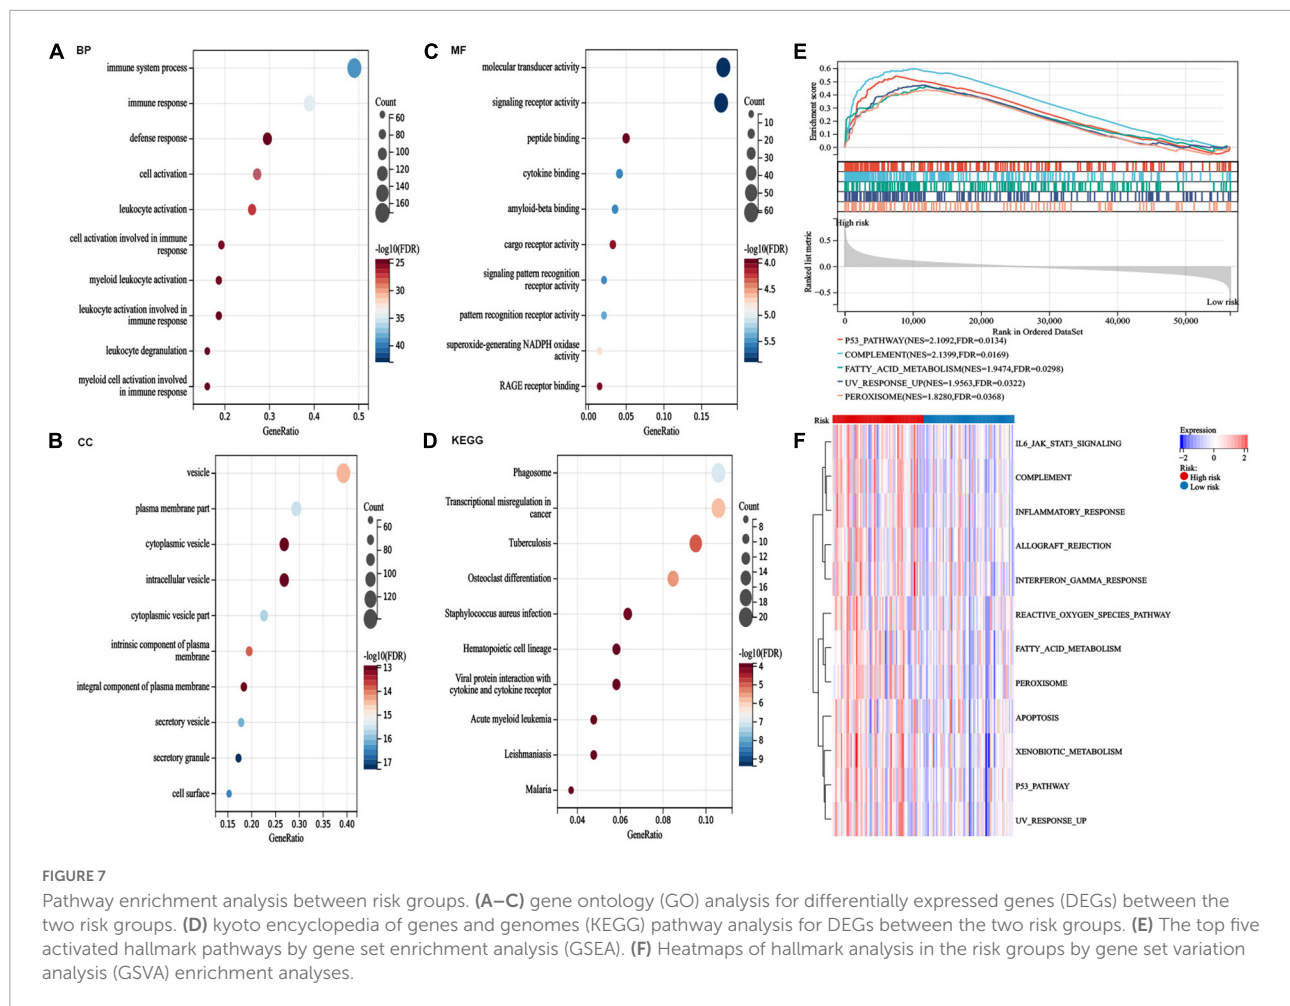 A BP
immune system process
immune response
defense response
cell activation
leukocyte activation
cell activation involved in immune
response
myeloid leukocyte activation
leukocyte activation involved in
immune response
leukocyte degranulation
myeloid cell activation involved
in immune response
0.2 0.3 0.4 0.5
GeneRatio
Count
60
80
100
120
140
160
-log10(FDR)
25
30
35
40
B CC
vesicle
plasma membrane part
cytoplasmic vesicle
intracellular vesicle
cytoplasmic vesicle part
intrinsic component of plasma
membrane
integral component of plasma membrane
secretory vesicle
secretory granule
cell surface
0.15 0.20 0.25 0.30 0.35 0.40
GeneRatio
Count
60
80
100
120
-log10(FDR)
13
14
15
16
17
C MF
molecular transducer activity
signaling receptor activity
peptide binding
cytokine binding
amyloid-beta binding
cargo receptor activity
signaling pattern recognition
receptor activity
pattern recognition receptor activity
superoxide-generating NADPH oxidase
activity
RAGE receptor binding
0.00 0.05 0.10 0.15
GeneRatio
Count
10
20
30
40
50
60
-log10(FDR)
4.0
4.5
5.0
5.5
D KEGG
Phagosome
Transcriptional misregulation in
cancer
Tuberculosis
Osteoclast differentiation
Staphylococcus aureus infection
Hematopoietic cell lineage
Viral protein interaction with
cytokine and cytokine receptor
Acute myeloid leukemia
Leishmaniasis
Malaria
0.04 0.06 0.08 0.10
GeneRatio
Count
8
10
12
14
16
18
20
-log10(FDR)
4
5
6
7
8
9
E
Enrichment score
0.6
0.5
0.4
0.3
0.2
0.1
0.0
High risk
Ranked list metric
0.5
0.0
−0.5
Low risk
0 10,000 20,000 30,000 40,000 50,000
Rank in Ordered DataSet
P53_PATHWAY(NES=2.1092,FDR=0.0134)
COMPLEMENT(NES=2.1399,FDR=0.0169)
FATTY_ACID_METABOLISM(NES=1.9474,FDR=0.0298)
UV_RESPONSE_UP(NES=1.9563,FDR=0.0322)
PEROXISOME(NES=1.8280,FDR=0.0368)
F
Risk
IL6_JAK_STAT3_SIGNALING
COMPLEMENT
INFLAMMATORY_RESPONSE
ALLOGRAFT_REJECTION
INTERFERON_GAMMA_RESPONSE
REACTIVE_OXYGEN_SPECIES_PATHWAY
FATTY_ACID_METABOLISM
PEROXISOME
APOPTOSIS
XENOBIOTIC_METABOLISM
P53_PATHWAY
UV_RESPONSE_UP
Expression
−2 0 2
Risk:
High risk
Low risk
FIGURE 7
Pathway enrichment analysis between risk groups. (A–C) gene ontology (GO) analysis for differentially expressed genes (DEGs) between the
two risk groups. (D) kyoto encyclopedia of genes and genomes (KEGG) pathway analysis for DEGs between the two risk groups. (E) The top five
activated hallmark pathways by gene set enrichment analysis (GSEA). (F) Heatmaps of hallmark analysis in the risk groups by gene set variation
analysis (GSVA) enrichment analyses.